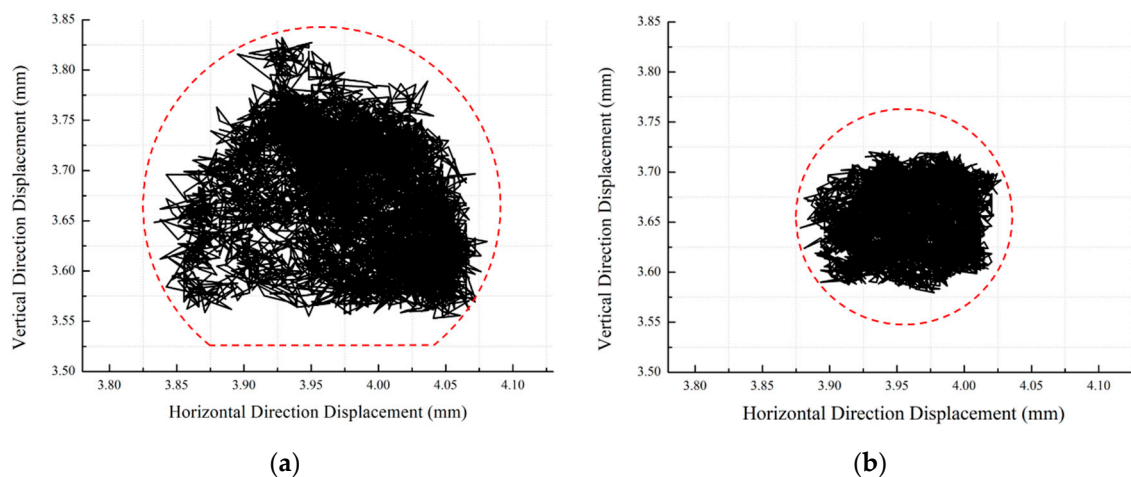 3.85
3.80
3.75
3.70
3.65
3.60
3.55
3.50
Vertical Direction Displacement (mm)
3.80 3.85 3.90 3.95 4.00 4.05 4.10
Horizontal Direction Displacement (mm)
(a)
3.85
3.80
3.75
3.70
3.65
3.60
3.55
3.50
Vertical Direction Displacement (mm)
3.80 3.85 3.90 3.95 4.00 4.05 4.10
Horizontal Direction Displacement (mm)
(b)